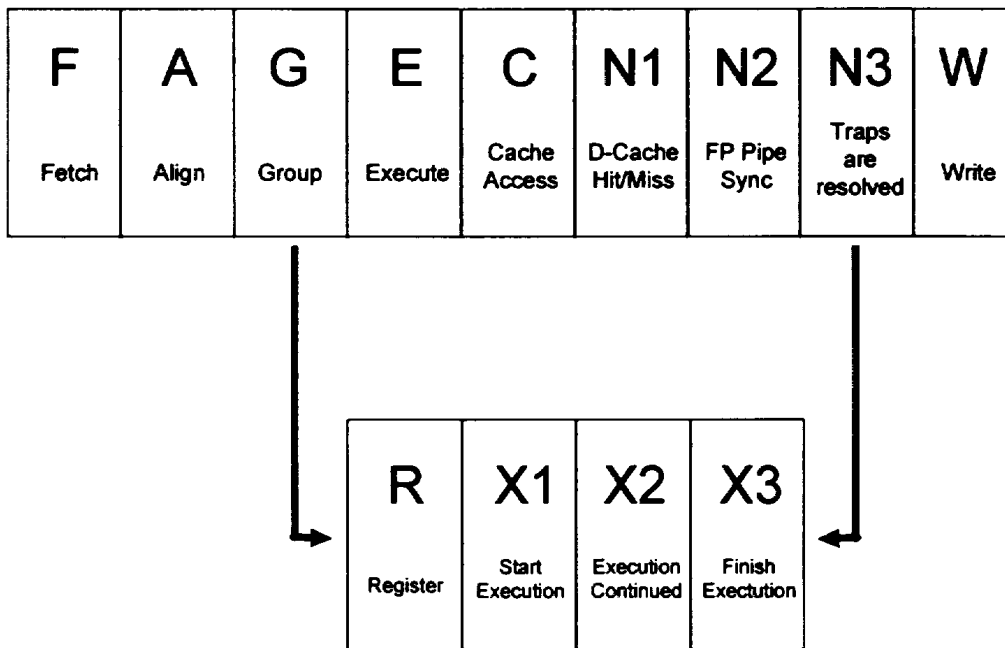 F A G E C N1 N2 N3 W
Fetch
Align
Group
Execute
Cache
Access
D-Cache
Hit/Miss
FP Pipe
Sync
Traps
are
resolved
Write
R X1 X2 X3
Register
Start
Execution
Execution
Continued
Finish
Exectution